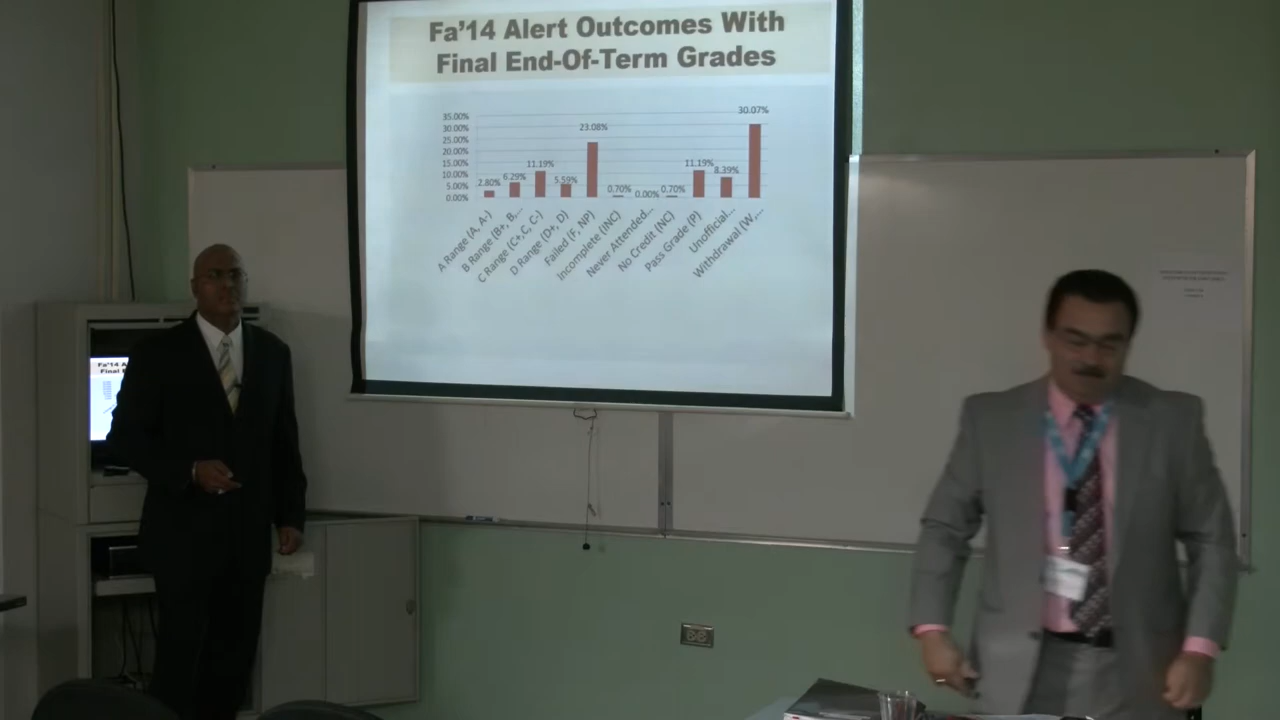 Fa’14 Alert Outcomes With
Final End-Of-Term Grades
35.00%
30.00%
25.00%
20.00%
15.00%
10.00%
5.00%
0.00%
2.80%
6.29%
11.19%
5.59%
23.08%
0.70%
0.00%
0.70%
11.19%
8.39%
30.07%
A Range (A, A-)
B Range (B+, B,...
C Range (C+, C, C-)
D Range (D+, D)
Failed (F, NP)
Incomplete (INC)
Never Attended...
No Credit (NC)
Pass Grade (P)
Unofficial...
Withdrawal (W,...
Fa'14 A
Final